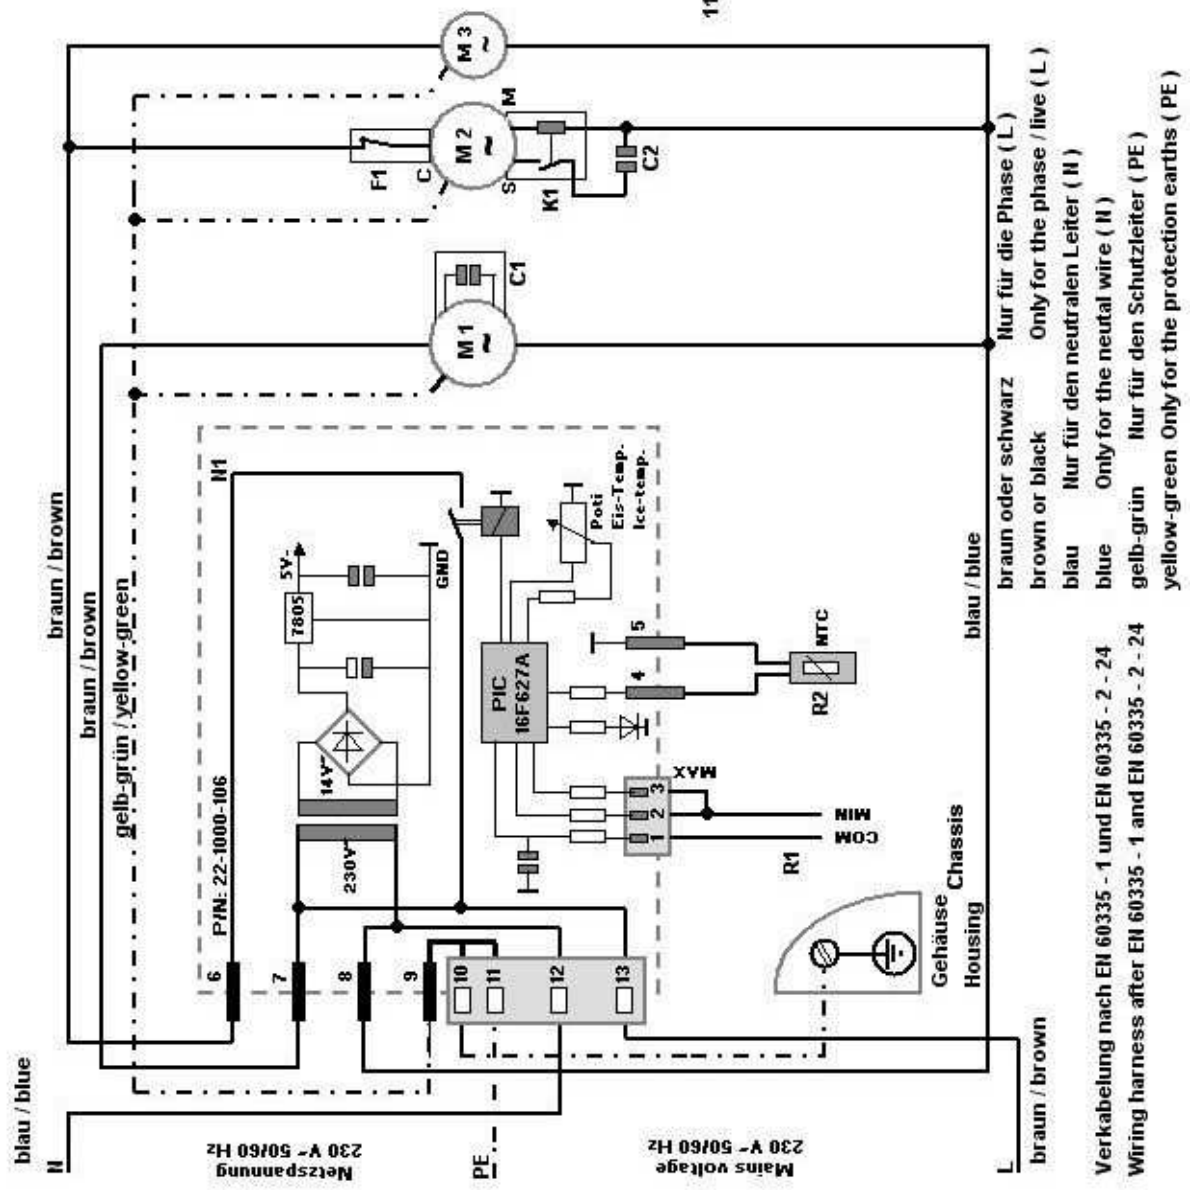 blau / blue
N
Netzspannung
230 V~ 50/60 Hz
PE
Mains voltage
230 V~ 50/60 Hz
L
braun / brown
braun / brown
braun / brown
gelb-grün / yellow-green
P/N: 22-1000-106
N1
6
7
8
9
10
11
12
13
230V~
14V~
7805
5V-
GND
PIC
16F627A
Poti
Eis-Temp.
Ice-temp.
1
2
3
4
5
MAX
MIN
COM
R1
R2
NTC
Gehäuse
Housing
Chassis
M 1
~
C1
M 2
~
F1
C
S
M
K1
C2
M 3
~
11
blau / blue
braun oder schwarz Nur für die Phase ( L )
brown or black Only for the phase / live ( L )
blau Nur für den neutralen Leiter ( N )
blue Only for the neutal wire ( N )
gelb-grün Nur für den Schutzleiter ( PE )
yellow-green Only for the protection earths ( PE )
Verkabelung nach EN 60335 - 1 und EN 60335 - 2 - 24
Wiring harness after EN 60335 - 1 and EN 60335 - 2 - 24